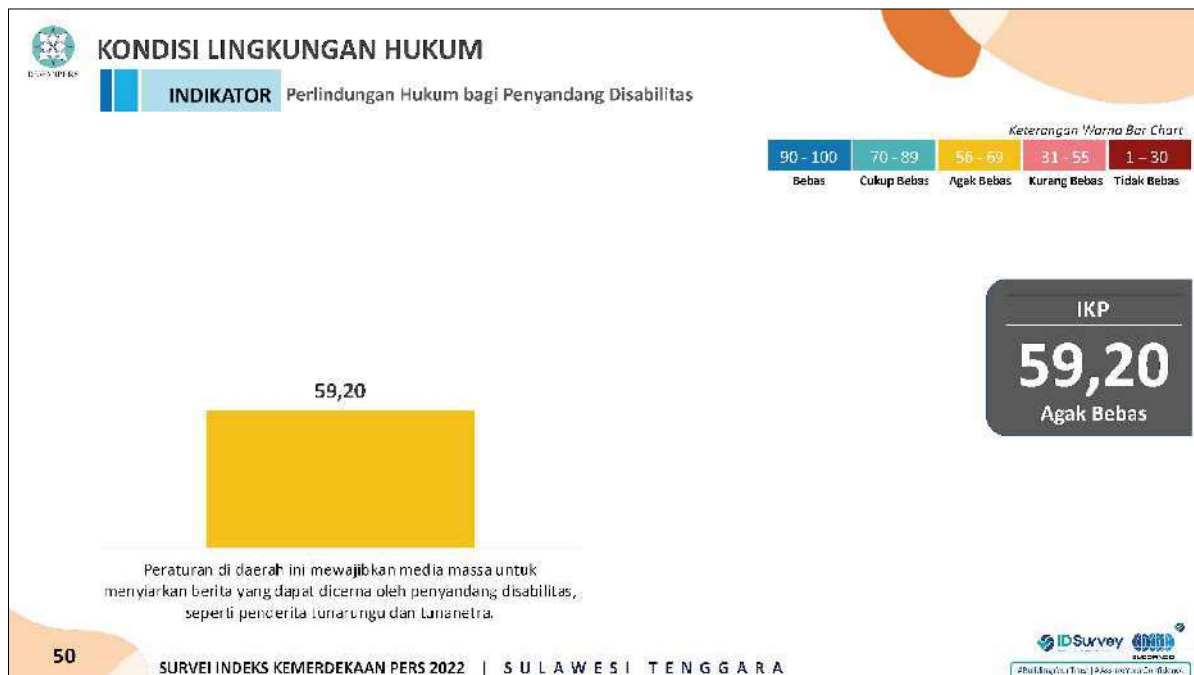 KONDISI LINGKUNGAN HUKUM
INDIKATOR Perlindungan Hukum bagi Penyandang Disabilitas
Keterangan Warna Bar Chart
90 - 100 70 - 89 56 - 69 31 - 55 1 – 30
Bebas Cukup Bebas Agak Bebas Kurang Bebas Tidak Bebas
IKP
59,20
Agak Bebas
59,20
Peraturan di daerah ini mewajibkan media massa untuk
menyiarkan berita yang dapat dicerna oleh penyandang disabilitas,
seperti penderita tunarungu dan tunanetra.
50
SURVEI INDEKS KEMERDEKAAN PERS 2022 | SULAWESI TENGGARA
IDSurvey